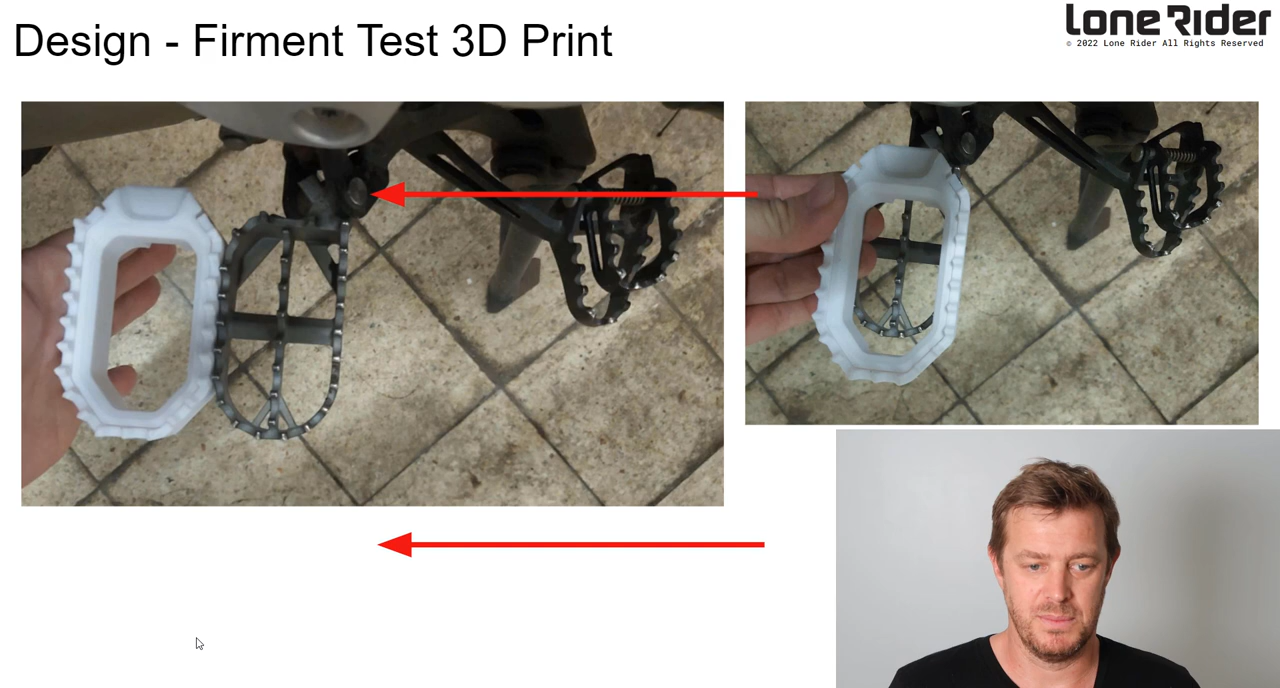 Design - Firment Test 3D Print
Lone Rider
© 2022 Lone Rider All Rights Reserved